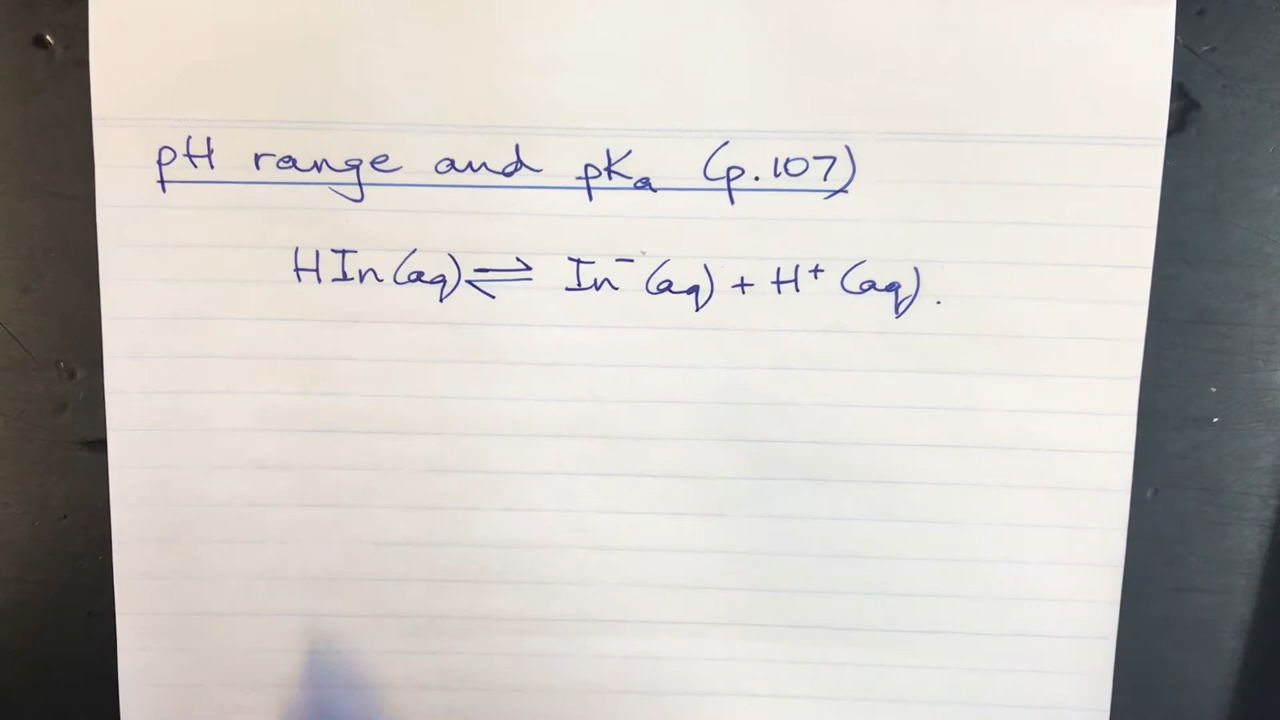 pH range and pKₐ (p.107)
HIn(aq) ⇌ In⁻(aq) + H⁺(aq).